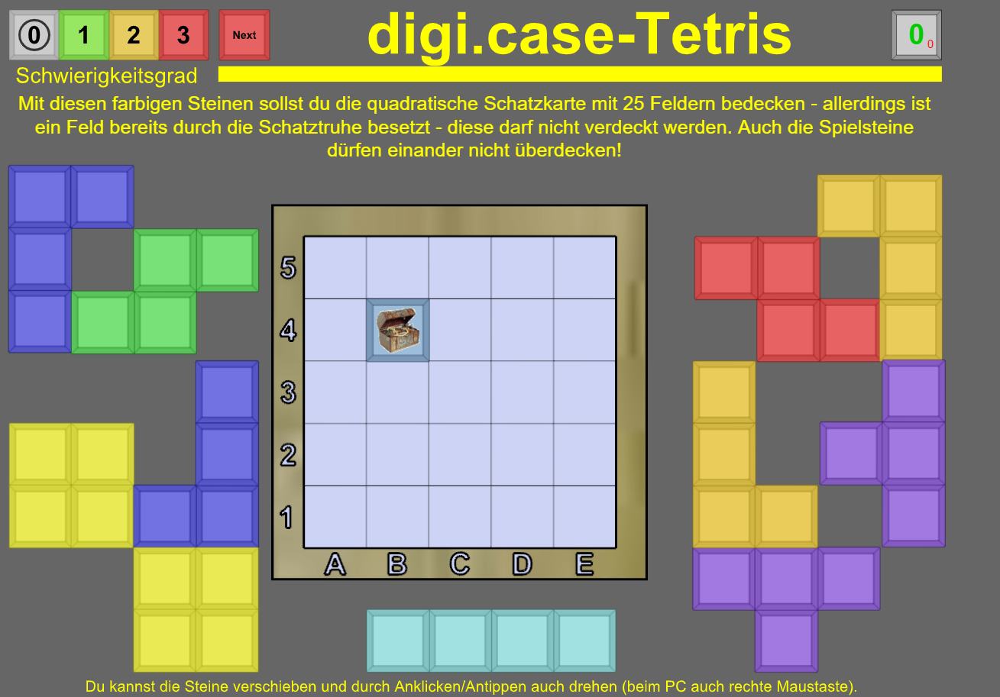 0 1 2 3 Next digi.case-Tetris 0 0
Schwierigkeitsgrad
Mit diesen farbigen Steinen sollst du die quadratische Schatzkarte mit 25 Feldern bedecken - allerdings ist
ein Feld bereits durch die Schatztruhe besetzt - diese darf nicht verdeckt werden. Auch die Spielsteine
dürfen einander nicht überdecken!
5
4
3
2
1
A B C D E
Du kannst die Steine verschieben und durch Anklicken/Antippen auch drehen (beim PC auch rechte Maustaste).